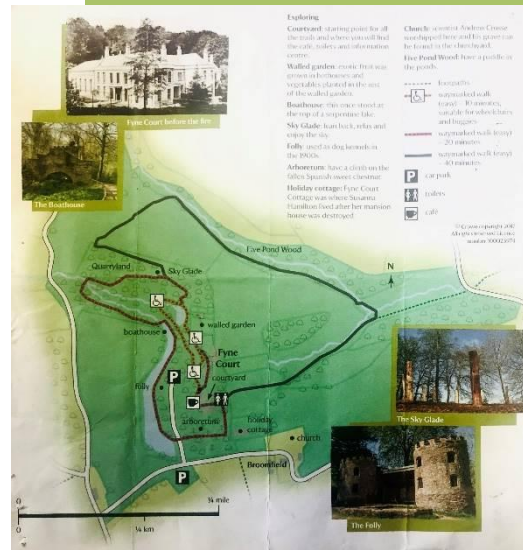 Fyne Court before the fire
The Boathouse
Exploring
Courtyard: starting point for all
the trails and where you will find
the café, toilets and information
centre.
Walled garden: exotic fruit was
grown in hothouses and
vegetables planted in the rest
of the walled garden.
Boathouse: this once stood at
the top of a serpentine lake.
Sky Glade: lean back, relax and
enjoy the sky.
Folly: used as dog kennels in
the 1900s.
Arboretum: have a climb on the
fallen Spanish sweet chestnut.
Holiday cottage: Fyne Court
Cottage was where Susanna
Hamilton lived after her mansion
house was destroyed.
Church: scientist Andrew Crosse
worshipped here and his grave can
be found in the churchyard.
Five Pond Wood: have a paddle in
the ponds.
footpaths
waymarked walk
(easy) – 10 minutes,
suitable for wheelchairs
and buggies
waymarked walk (easy)
– 20 minutes
waymarked walk (easy)
– 40 minutes
P car park
toilets
café
© Crown copyright
All rights reserved
Five Pond Wood
N
Quarryland
Sky Glade
boathouse
walled garden
Fyne
Court
courtyard
folly
P
arboretum
holiday
cottage
church
Broomfield
P
The Sky Glade
The Folly
0
¼ mile
0
¼ km